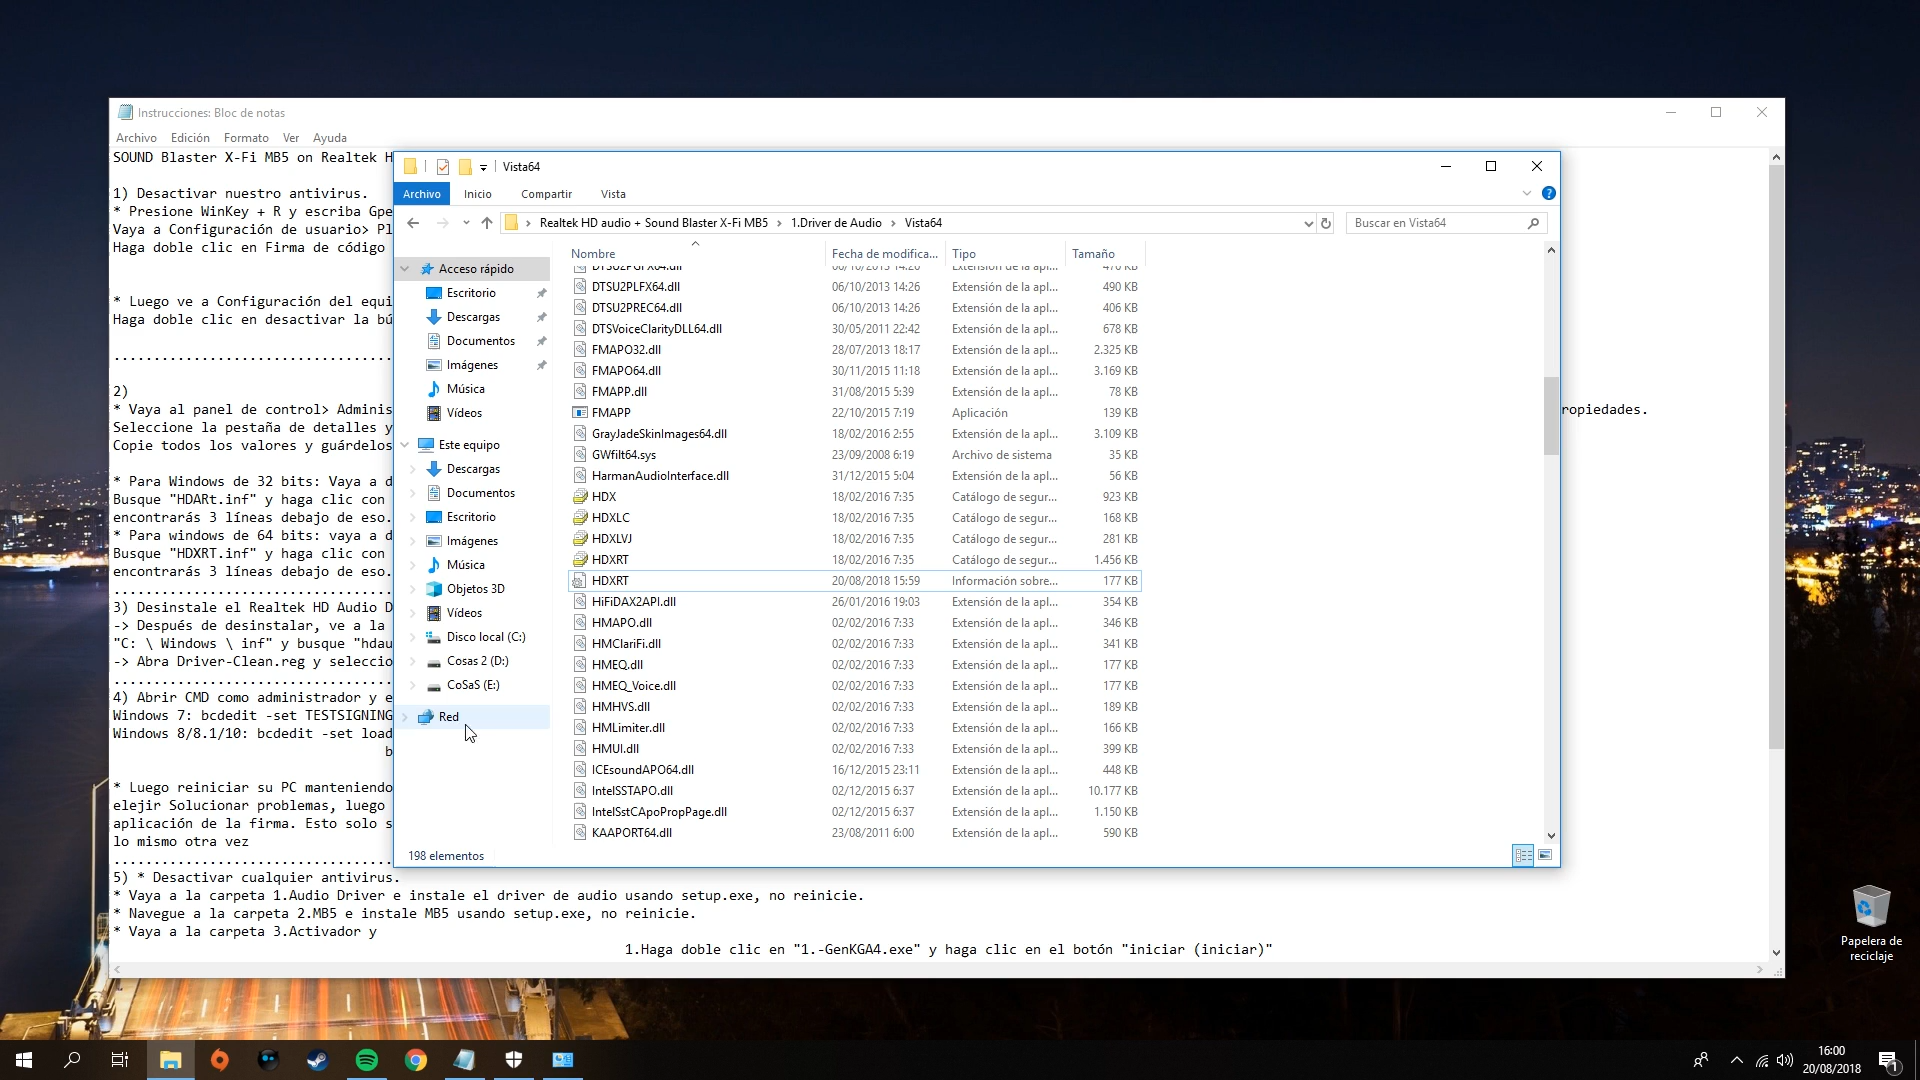 Instrucciones: Bloc de notas
Archivo Edición Formato Ver Ayuda
SOUND Blaster X-Fi MB5 on Realtek H
1) Desactivar nuestro antivirus.
* Presione WinKey + R y escriba Gpe
Vaya a Configuración de usuario> Pl
Haga doble clic en Firma de código
* Luego ve a Configuración del equi
Haga doble clic en desactivar la bú
2)
* Vaya al panel de control> Adminis
ropiedades.
Seleccione la pestaña de detalles y
Copie todos los valores y guárdelos
* Para Windows de 32 bits: Vaya a d
Busque "HDARt.inf" y haga clic con
encontrarás 3 líneas debajo de eso.
* Para windows de 64 bits: vaya a d
Busque "HDXRT.inf" y haga clic con
encontrarás 3 líneas debajo de eso.
3) Desinstale el Realtek HD Audio D
-> Después de desinstalar, ve a la
"C: \ Windows \ inf" y busque "hdau
-> Abra Driver-Clean.reg y seleccio
4) Abrir CMD como administrador y e
Windows 7: bcdedit -set TESTSIGNING
Windows 8/8.1/10: bcdedit -set load
b
* Luego reiniciar su PC manteniendo
elejir Solucionar problemas, luego
aplicación de la firma. Esto solo s
lo mismo otra vez
5) * Desactivar cualquier antivirus.
* Vaya a la carpeta 1.Audio Driver e instale el driver de audio usando setup.exe, no reinicie.
* Navegue a la carpeta 2.MB5 e instale MB5 usando setup.exe, no reinicie.
* Vaya a la carpeta 3.Activador y
1.Haga doble clic en "1.-GenKGA4.exe" y haga clic en el botón "iniciar (iniciar)"
Vista64
Archivo Inicio Compartir Vista
Realtek HD audio + Sound Blaster X-Fi MB5 > 1.Driver de Audio > Vista64
Buscar en Vista64
Acceso rápido
Escritorio
Descargas
Documentos
Imágenes
Música
Vídeos
Este equipo
Descargas
Documentos
Escritorio
Imágenes
Música
Objetos 3D
Vídeos
Disco local (C:)
Cosas 2 (D:)
CoSaS (E:)
Red
Nombre Fecha de modifica... Tipo Tamaño
DTSU2PLFX64.dll 06/10/2013 14:26 Extensión de la apl... 490 KB
DTSU2PREC64.dll 06/10/2013 14:26 Extensión de la apl... 406 KB
DTSVoiceClarityDLL64.dll 30/05/2011 22:42 Extensión de la apl... 678 KB
FMAPO32.dll 28/07/2013 18:17 Extensión de la apl... 2.325 KB
FMAPO64.dll 30/11/2015 11:18 Extensión de la apl... 3.169 KB
FMAPP.dll 31/08/2015 5:39 Extensión de la apl... 78 KB
FMAPP 22/10/2015 7:19 Aplicación 139 KB
GrayJadeSkinImages64.dll 18/02/2016 2:55 Extensión de la apl... 3.109 KB
GWfilt64.sys 23/09/2008 6:19 Archivo de sistema 35 KB
HarmanAudioInterface.dll 31/12/2015 5:04 Extensión de la apl... 56 KB
HDX 18/02/2016 7:35 Catálogo de segur... 923 KB
HDXLC 18/02/2016 7:35 Catálogo de segur... 168 KB
HDXLVJ 18/02/2016 7:35 Catálogo de segur... 281 KB
HDXRT 18/02/2016 7:35 Catálogo de segur... 1.456 KB
HDXRT 20/08/2018 15:59 Información sobre... 177 KB
HiFiDAX2API.dll 26/01/2016 19:03 Extensión de la apl... 354 KB
HMAPO.dll 02/02/2016 7:33 Extensión de la apl... 346 KB
HMClariFi.dll 02/02/2016 7:33 Extensión de la apl... 341 KB
HMEQ.dll 02/02/2016 7:33 Extensión de la apl... 177 KB
HMEQ_Voice.dll 02/02/2016 7:33 Extensión de la apl... 177 KB
HMHVS.dll 02/02/2016 7:33 Extensión de la apl... 189 KB
HMLimiter.dll 02/02/2016 7:33 Extensión de la apl... 166 KB
HMUI.dll 02/02/2016 7:33 Extensión de la apl... 399 KB
ICEsoundAPO64.dll 16/12/2015 23:11 Extensión de la apl... 448 KB
IntelSSTAPO.dll 02/12/2015 6:37 Extensión de la apl... 10.177 KB
IntelSstCApoPropPage.dll 02/12/2015 6:37 Extensión de la apl... 1.150 KB
KAAPORT64.dll 23/08/2011 6:00 Extensión de la apl... 590 KB
198 elementos
Papelera de
reciclaje
16:00
20/08/2018
1